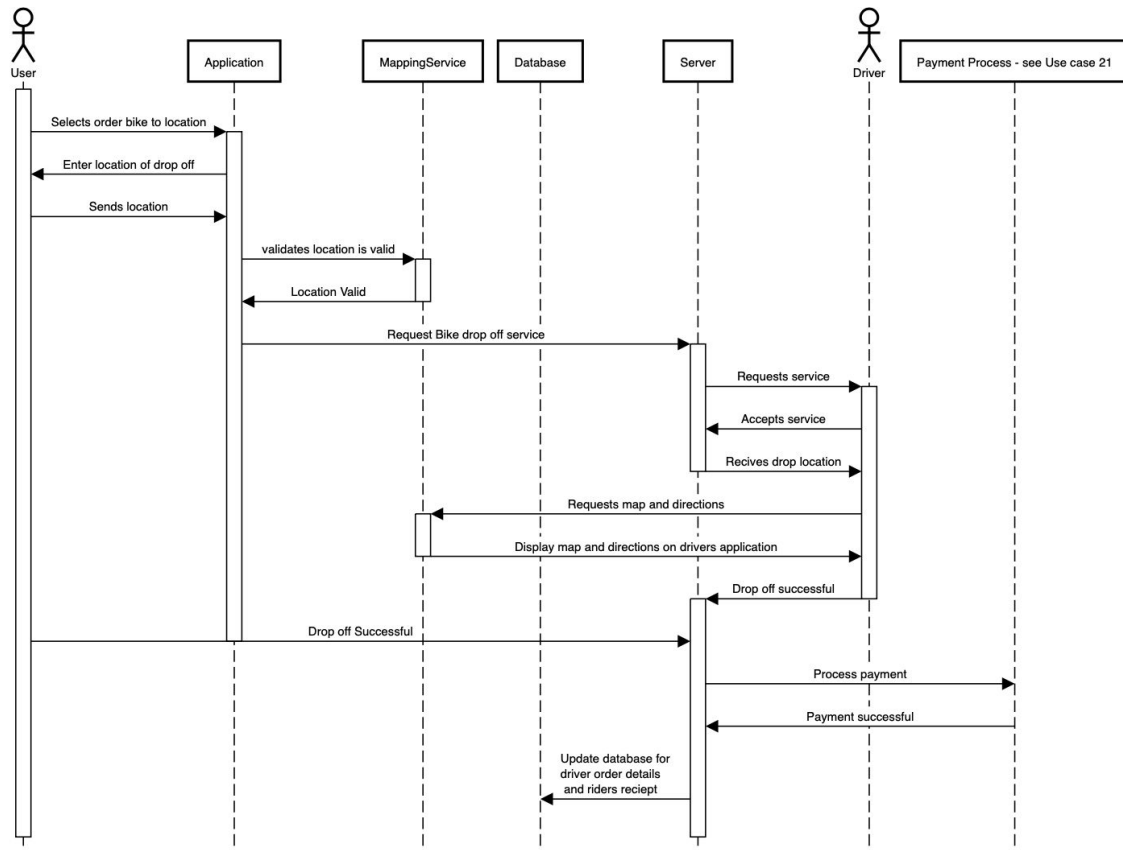 User
Application
MappingService
Database
Server
Driver
Payment Process - see Use case 21
Selects order bike to location
Enter location of drop off
Sends location
validates location is valid
Location Valid
Request Bike drop off service
Requests service
Accepts service
Recives drop location
Requests map and directions
Display map and directions on drivers application
Drop off successful
Drop off Successful
Process payment
Payment successful
Update database for
driver order details
and riders reciept